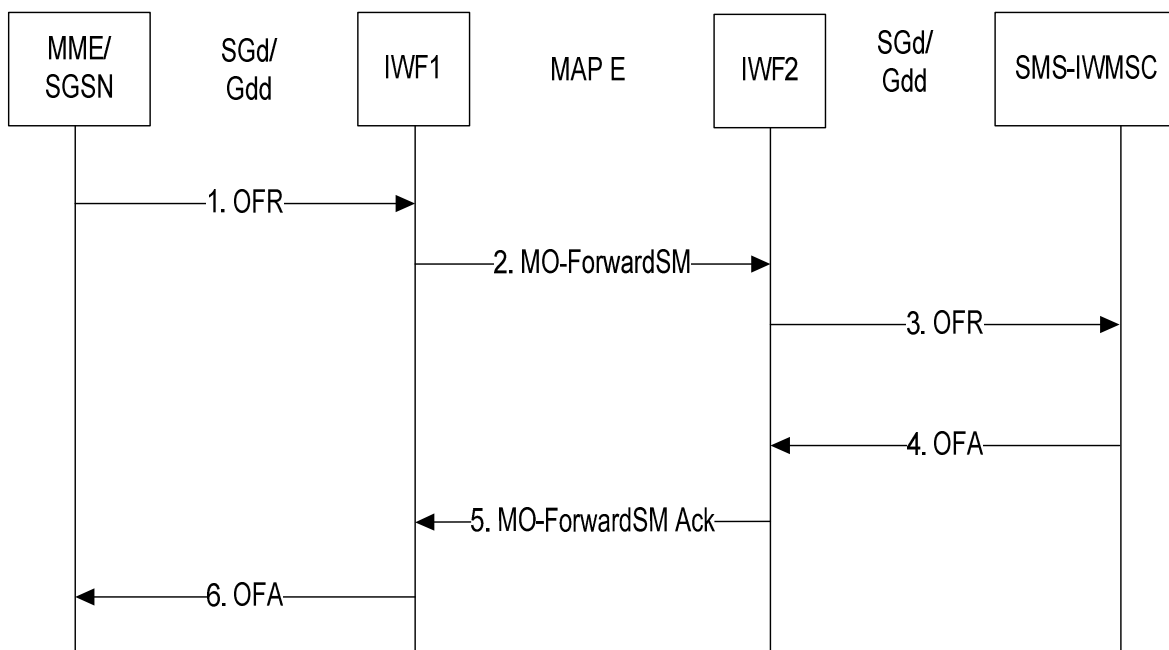 MME/
SGSN
SGd/
Gdd
IWF1
MAP E
IWF2
SGd/
Gdd
SMS-IWMSC
1. OFR
2. MO-ForwardSM
3. OFR
4. OFA
5. MO-ForwardSM Ack
6. OFA